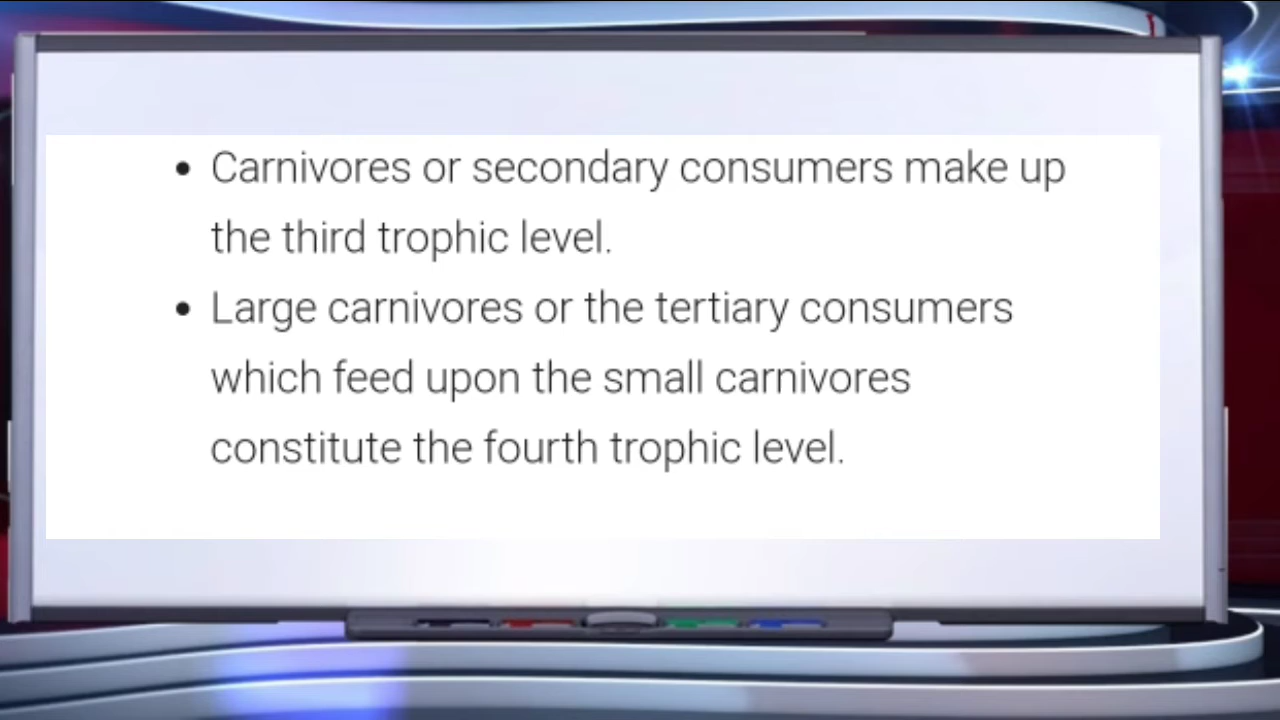 • Carnivores or secondary consumers make up
the third trophic level.
• Large carnivores or the tertiary consumers
which feed upon the small carnivores
constitute the fourth trophic level.